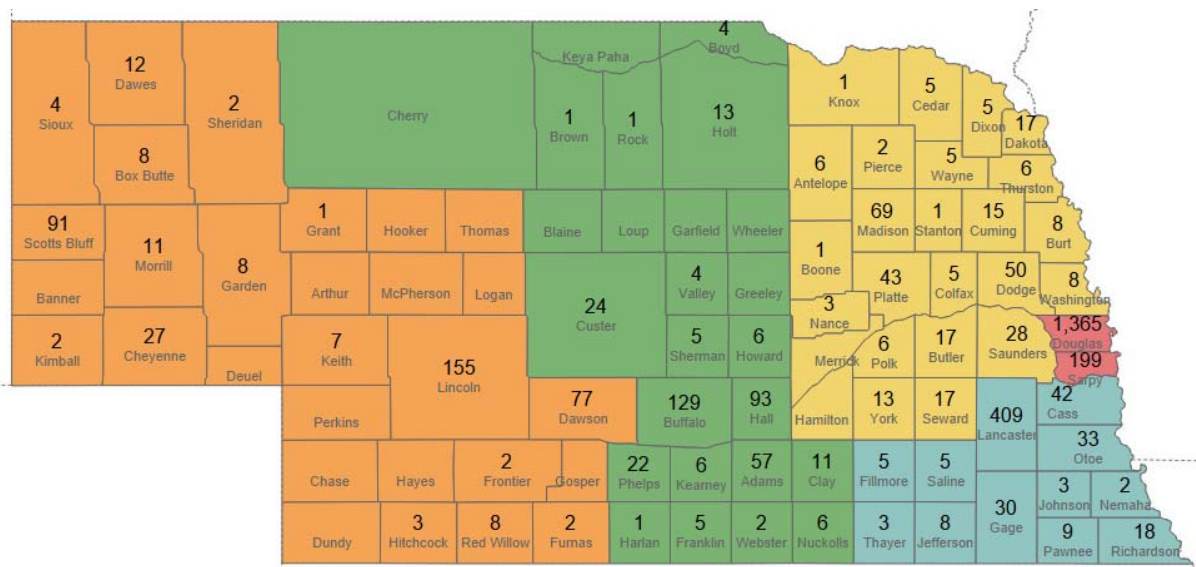 4
Sioux
12
Dawes
2
Sheridan
8
Box Butte
Cherry
Keya Paha
4
Boyd
1
Brown
1
Rock
13
Holt
1
Knox
5
Cedar
5
Dixon
17
Dakota
6
Antelope
2
Pierce
5
Wayne
6
Thurston
91
Scotts Bluff
11
Morrill
8
Garden
1
Grant
Hooker
Thomas
Blaine
Loup
Garfield
Wheeler
69
Madison
1
Stanton
15
Cuming
8
Burt
Banner
Arthur
McPherson
Logan
24
Custer
4
Valley
Greeley
1
Boone
43
Platte
5
Colfax
50
Dodge
8
Washington
3
Nance
2
Kimball
27
Cheyenne
Deuel
7
Keith
155
Lincoln
5
Sherman
6
Howard
Merrick
6
Polk
17
Butler
28
Saunders
1,365
Douglas
199
Sarpy
Perkins
77
Dawson
129
Buffalo
93
Hall
Hamilton
13
York
17
Seward
409
Lancaster
42
Cass
33
Otoe
Chase
Hayes
2
Frontier
Gosper
22
Phelps
6
Kearney
57
Adams
11
Clay
5
Fillmore
5
Saline
30
Gage
3
Johnson
2
Nemaha
Dundy
3
Hitchcock
8
Red Willow
2
Furnas
1
Harlan
5
Franklin
2
Webster
6
Nuckolls
3
Thayer
8
Jefferson
9
Pawnee
18
Richardson